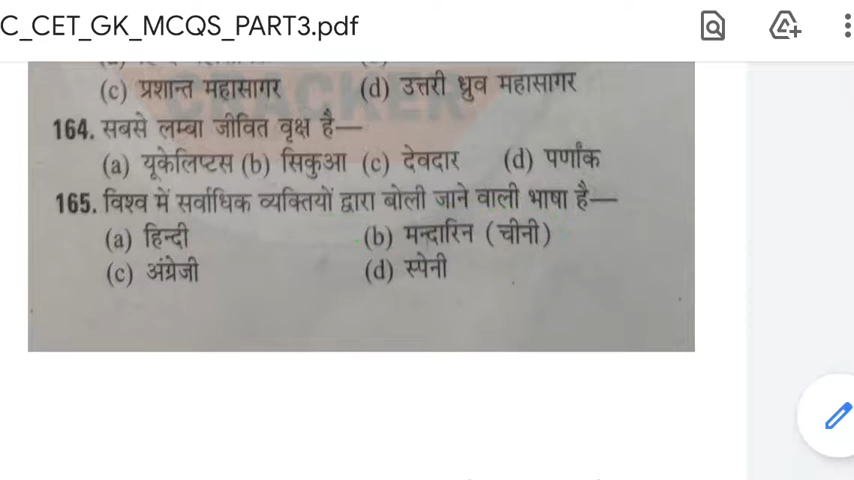 C_CET_GK_MCQS_PART3.pdf
(c) प्रशान्त महासागर (d) उत्तरी ध्रुव महासागर
164. सबसे लम्बा जीवित वृक्ष है—
(a) यूकेलिप्टस (b) सिकुआ (c) देवदार (d) पर्णांक
165. विश्व में सर्वाधिक व्यक्तियों द्वारा बोली जाने वाली भाषा है—
(a) हिन्दी (b) मन्दारिन (चीनी)
(c) अंग्रेजी (d) स्पेनी